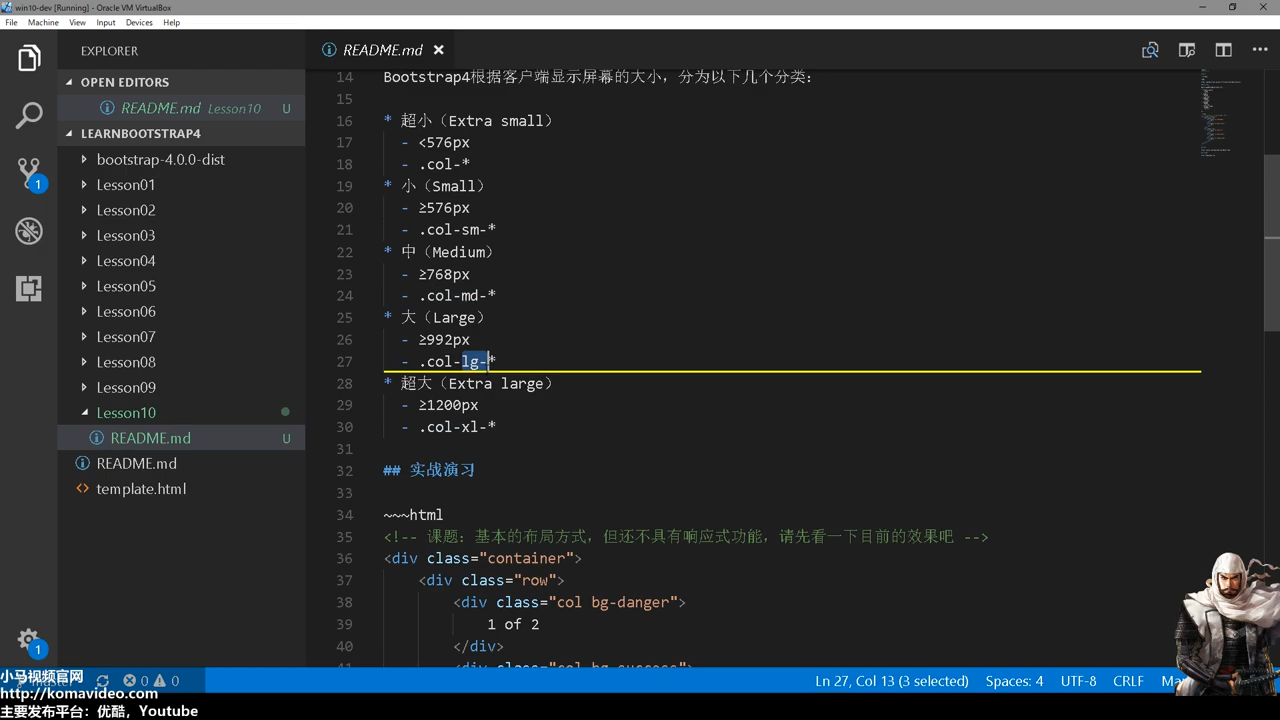 win10-dev [Running] - Oracle VM VirtualBox
File Machine View Input Devices Help
EXPLORER
OPEN EDITORS
README.md Lesson10 U
LEARNBOOTSTRAP4
bootstrap-4.0.0-dist
Lesson01
Lesson02
Lesson03
Lesson04
Lesson05
Lesson06
Lesson07
Lesson08
Lesson09
Lesson10
README.md U
README.md
template.html
1
1
README.md
14 Bootstrap4根据客户端显示屏幕的大小，分为以下几个分类：
15
16 * 超小（Extra small）
17 - <576px
18 - .col-*
19 * 小（Small）
20 - ≥576px
21 - .col-sm-*
22 * 中（Medium）
23 - ≥768px
24 - .col-md-*
25 * 大（Large）
26 - ≥992px
27 - .col-lg-*
28 * 超大（Extra large）
29 - ≥1200px
30 - .col-xl-*
31
32 ## 实战演习
33
34 ~~~html
35 <!-- 课题：基本的布局方式，但还不具有响应式功能，请先看一下目前的效果吧 -->
36 <div class="container">
37 <div class="row">
38 <div class="col bg-danger">
39 1 of 2
40 </div>
41 <div class="col bg-success">
0 0
Ln 27, Col 13 (3 selected) Spaces: 4 UTF-8 CRLF
小马视频官网
http://komavideo.com
主要发布平台：优酷，Youtube